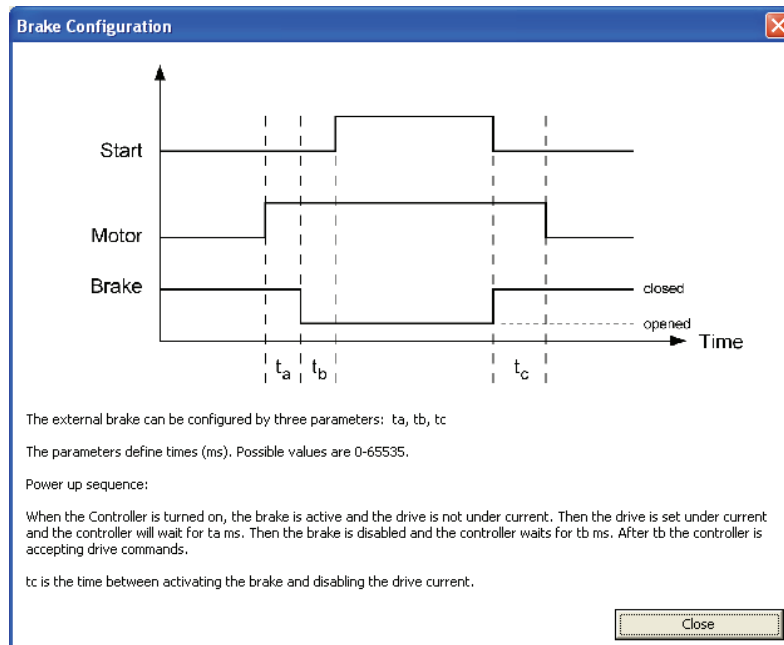 Brake Configuration
Start
Motor
Brake
closed
opened
Time
ta
tb
tc
The external brake can be configured by three parameters: ta, tb, tc
The parameters define times (ms). Possible values are 0-65535.
Power up sequence:
When the Controller is turned on, the brake is active and the drive is not under current. Then the drive is set under current
and the controller will wait for ta ms. Then the brake is disabled and the controller waits for tb ms. After tb the controller is
accepting drive commands.
tc is the time between activating the brake and disabling the drive current.
Close